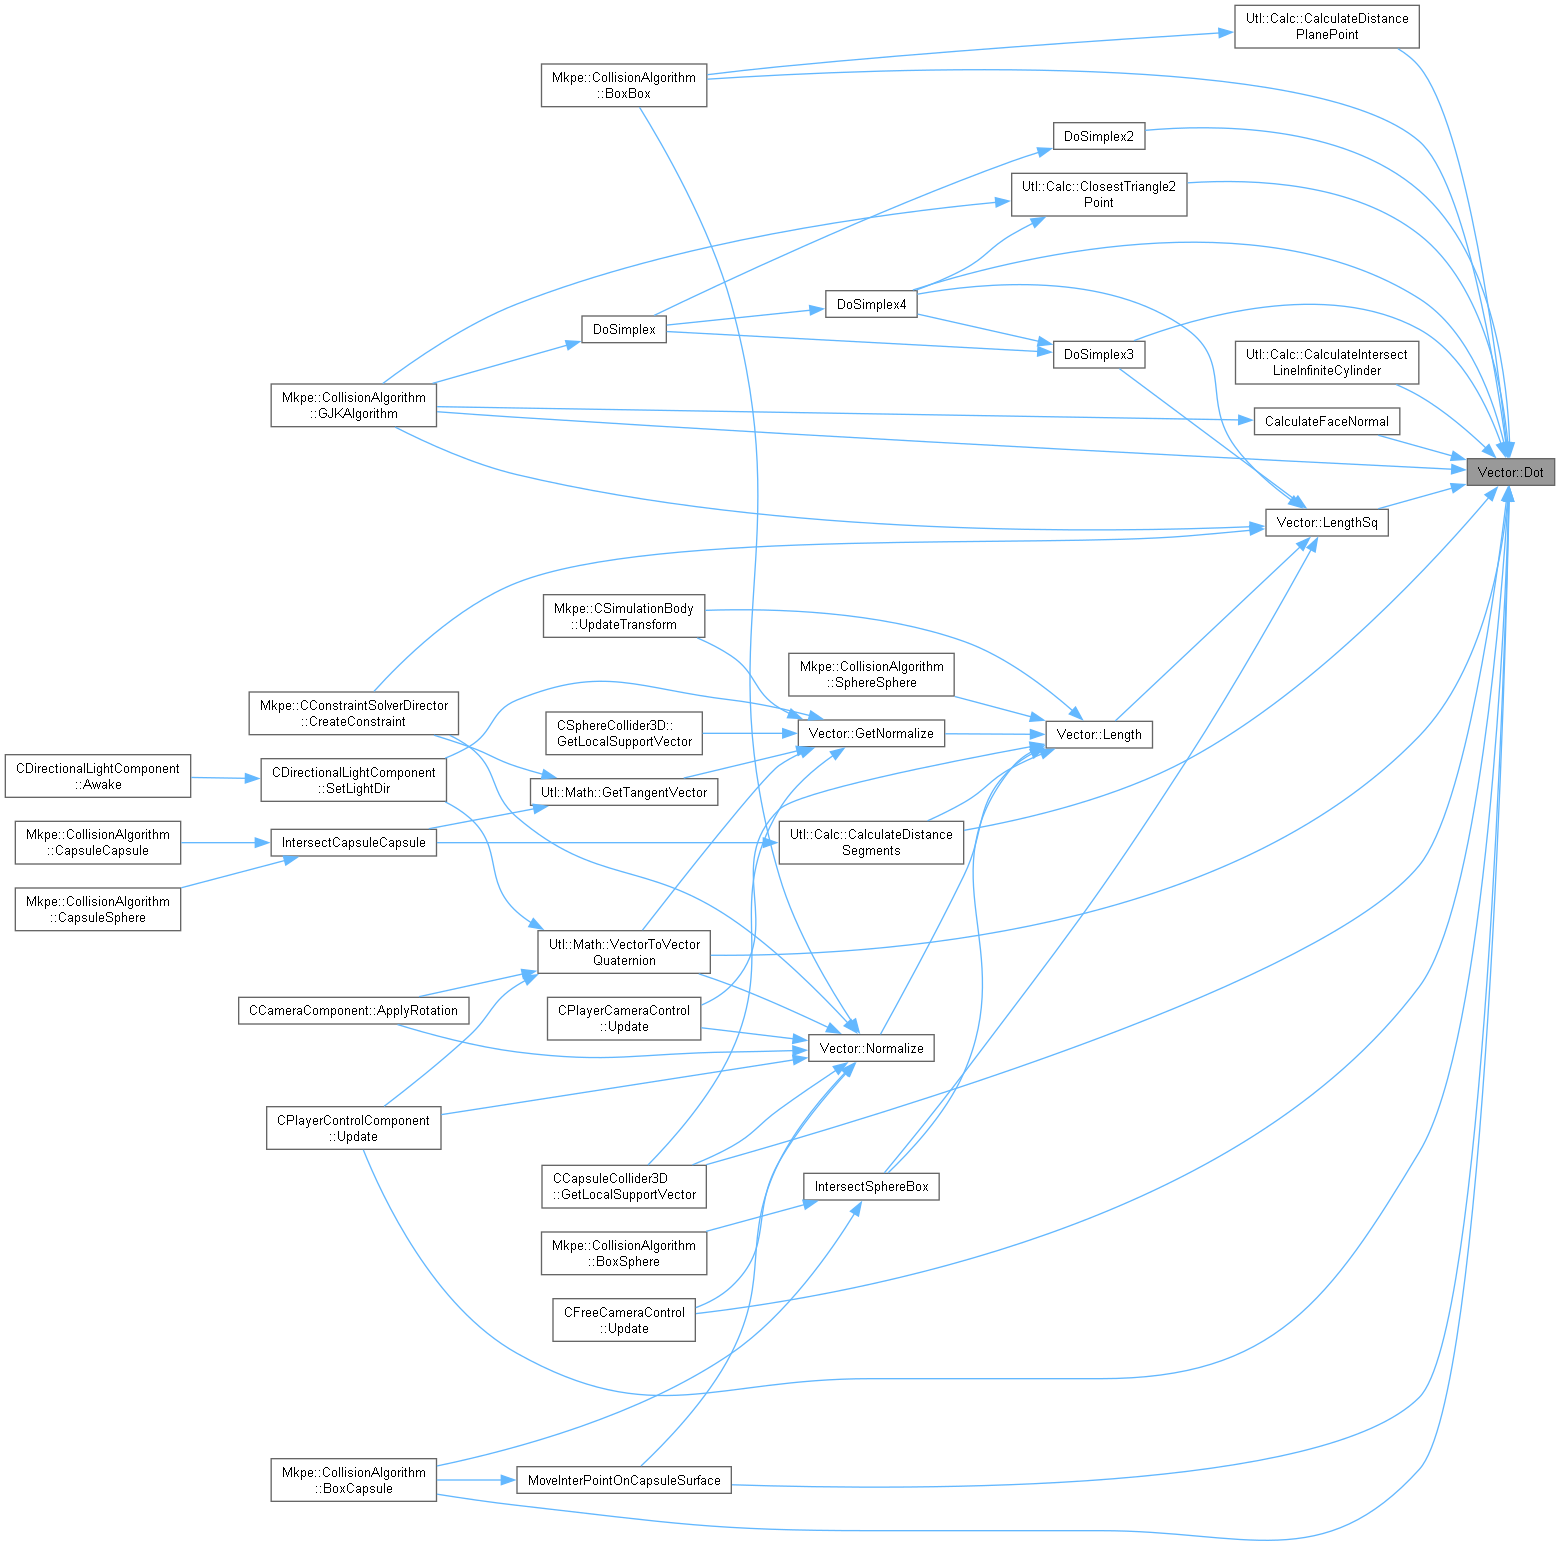 Utl::Calc::CalculateDistance
PlanePoint
Mkpe::CollisionAlgorithm
::BoxBox
DoSimplex2
Utl::Calc::ClosestTriangle2
Point
DoSimplex4
DoSimplex
DoSimplex3
Utl::Calc::CalculateIntersect
LineInfiniteCylinder
Mkpe::CollisionAlgorithm
::GJKAlgorithm
CalculateFaceNormal
Vector::Dot
Vector::LengthSq
Mkpe::CSimulationBody
::UpdateTransform
Mkpe::CollisionAlgorithm
::SphereSphere
Mkpe::CConstraintSolverDirector
::CreateConstraint
CSphereCollider3D::
GetLocalSupportVector
Vector::GetNormalize
Vector::Length
CDirectionalLightComponent
::Awake
CDirectionalLightComponent
::SetLightDir
Utl::Math::GetTangentVector
Mkpe::CollisionAlgorithm
::CapsuleCapsule
IntersectCapsuleCapsule
Utl::Calc::CalculateDistance
Segments
Mkpe::CollisionAlgorithm
::CapsuleSphere
Utl::Math::VectorToVector
Quaternion
CCameraComponent::ApplyRotation
CPlayerCameraControl
::Update
Vector::Normalize
CPlayerControlComponent
::Update
CCapsuleCollider3D
::GetLocalSupportVector
IntersectSphereBox
Mkpe::CollisionAlgorithm
::BoxSphere
CFreeCameraControl
::Update
Mkpe::CollisionAlgorithm
::BoxCapsule
MoveInterPointOnCapsuleSurface